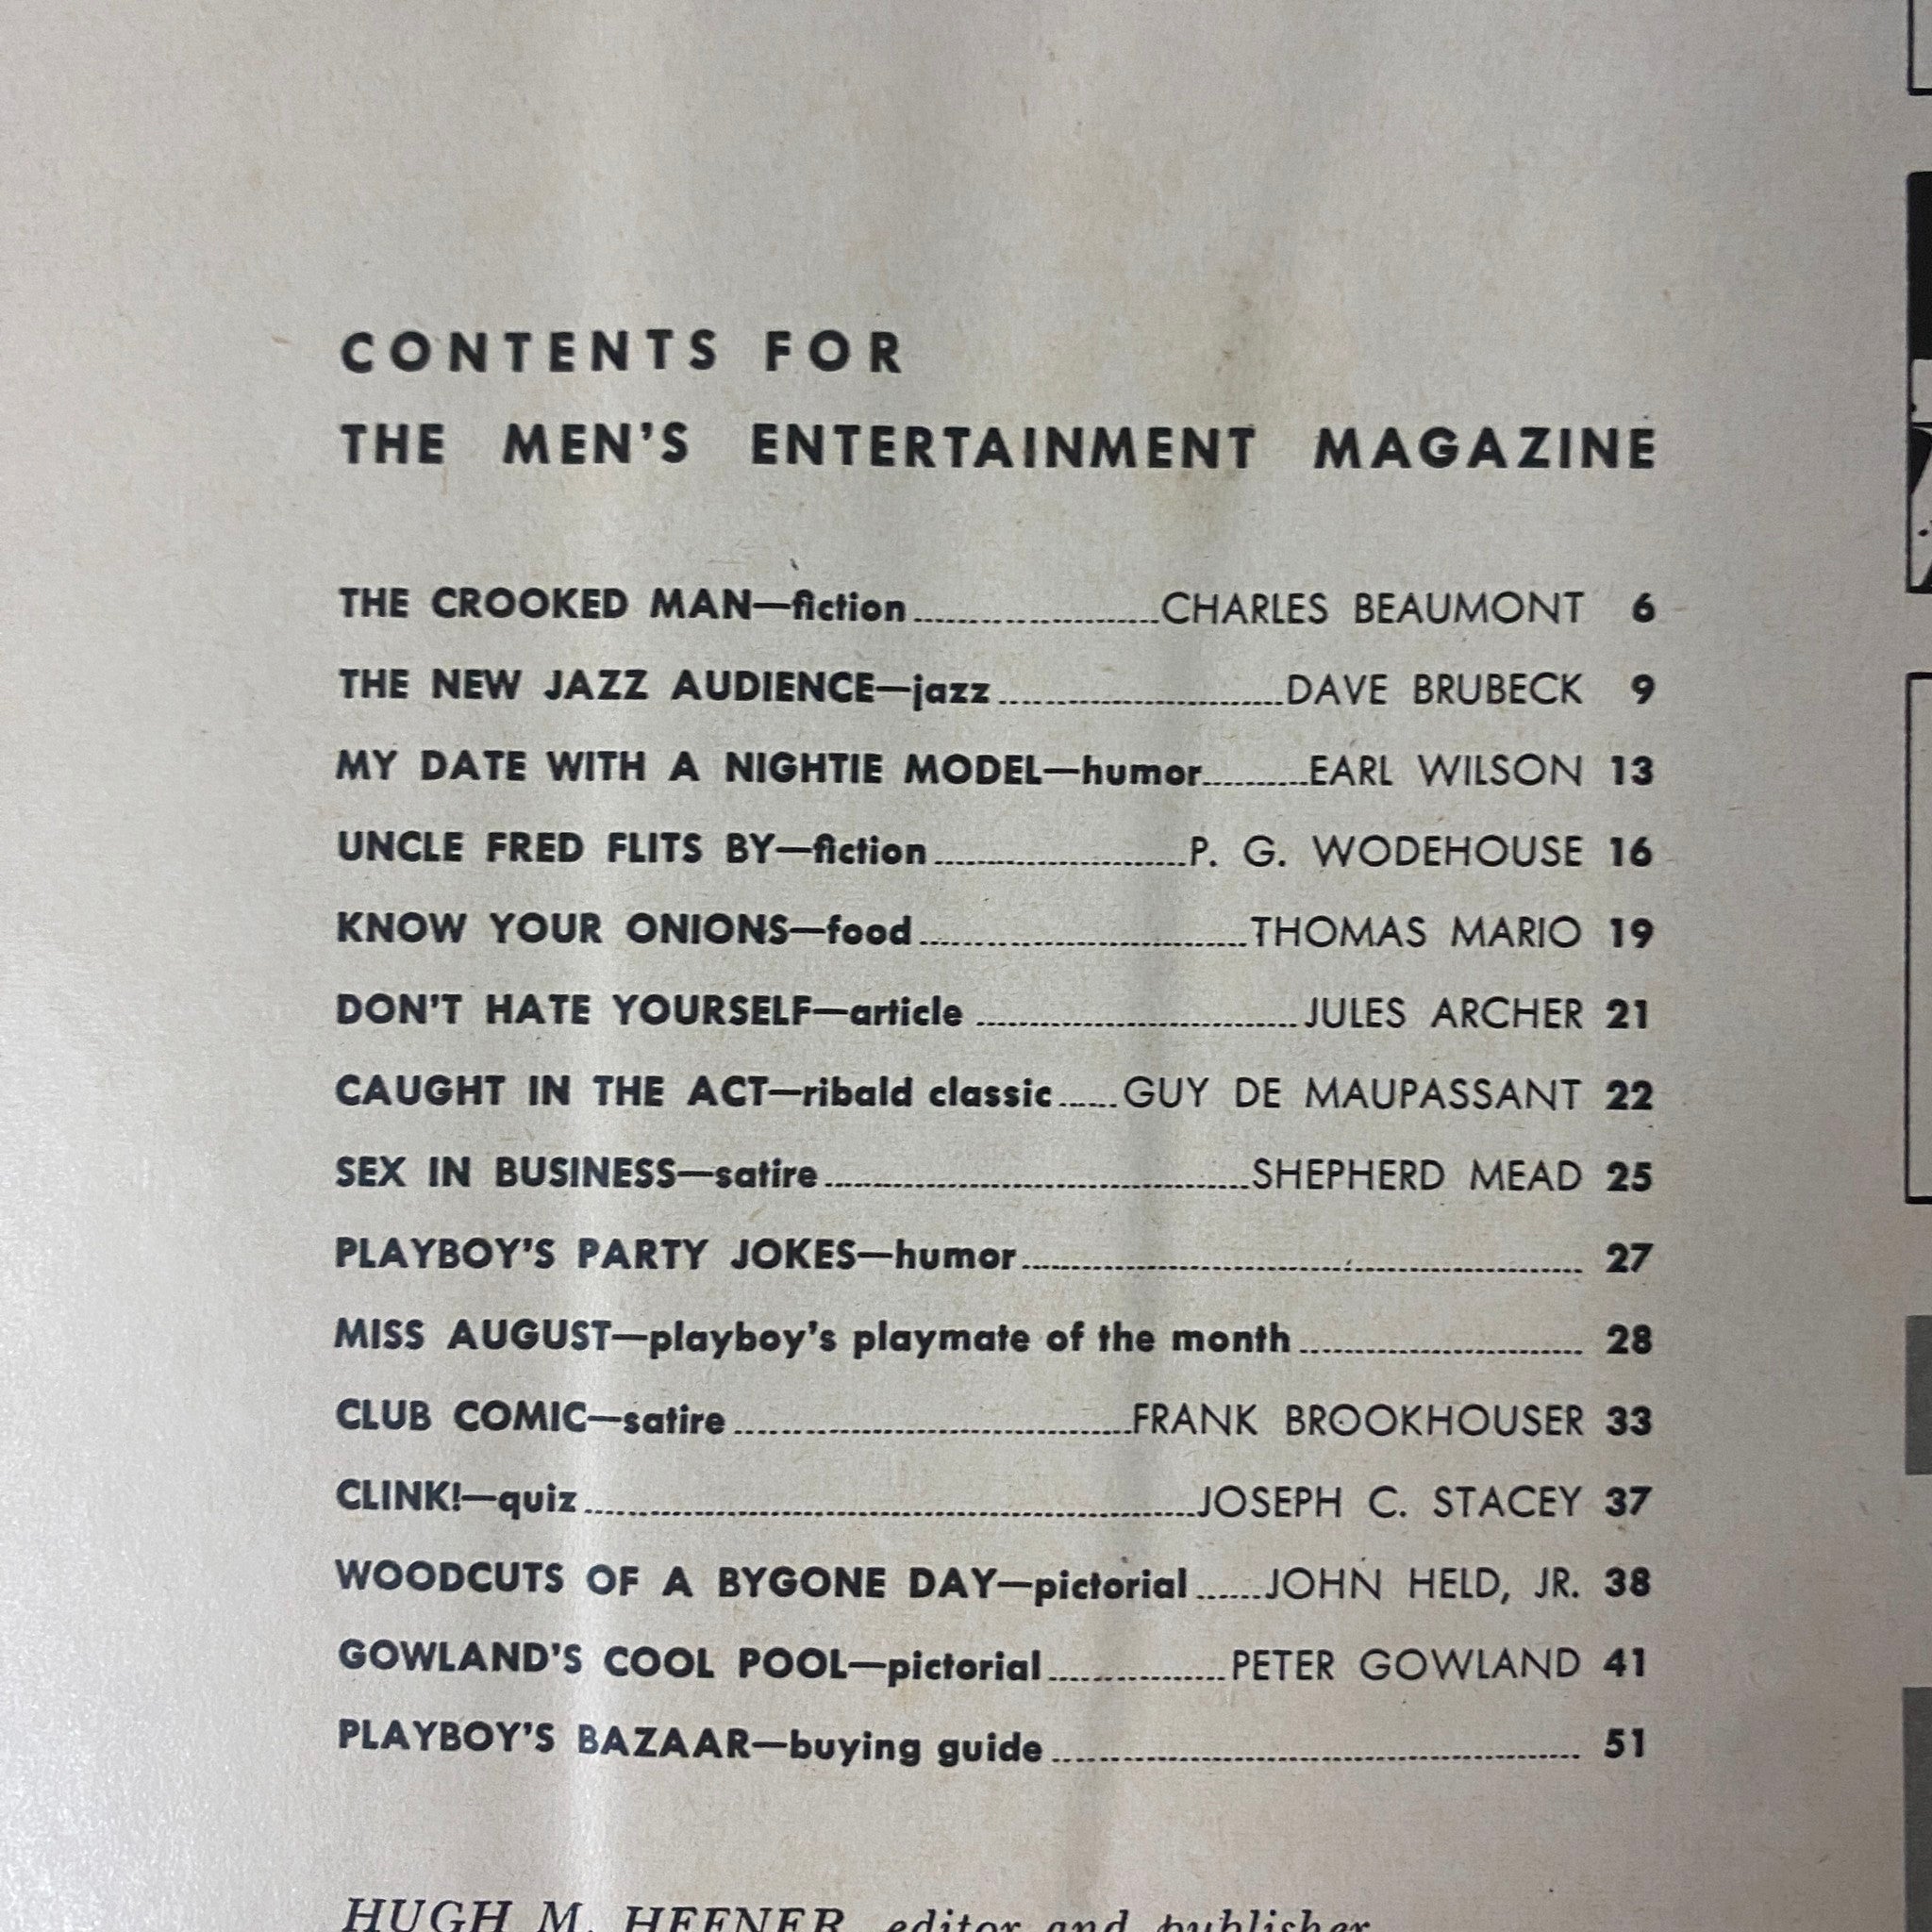 CONTENTS FOR
THE MEN'S ENTERTAINMENT MAGAZINE
THE CROOKED MAN—fiction..........................CHARLES BEAUMONT 6
THE NEW JAZZ AUDIENCE—jazz..............................DAVE BRUBECK 9
MY DATE WITH A NIGHTIE MODEL—humor...........EARL WILSON 13
UNCLE FRED FLITS BY—fiction...........................P. G. WODEHOUSE 16
KNOW YOUR ONIONS—food...................................THOMAS MARIO 19
DON'T HATE YOURSELF—article ..................................JULES ARCHER 21
CAUGHT IN THE ACT—ribald classic......GUY DE MAUPASSANT 22
SEX IN BUSINESS—satire.............................................SHEPHERD MEAD 25
PLAYBOY'S PARTY JOKES—humor............................................................ 27
MISS AUGUST—playboy's playmate of the month.............................. 28
CLUB COMIC—satire..........................................FRANK BROOKHOUSER 33
CLINK!—quiz.................................................................JOSEPH C. STACEY 37
WOODCUTS OF A BYGONE DAY—pictorial.......JOHN HELD, JR. 38
GOWLAND'S COOL POOL—pictorial...................PETER GOWLAND 41
PLAYBOY'S BAZAAR—buying guide........................................................ 51
HUGH M. HEFNER, editor and publisher